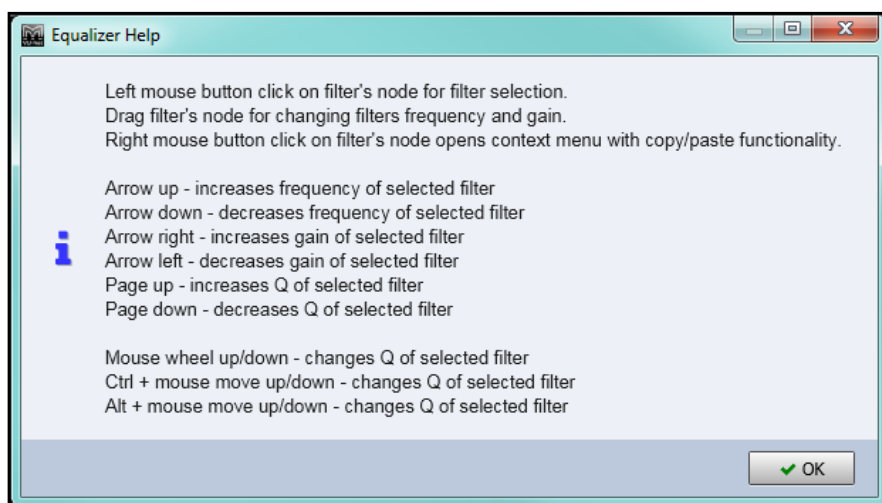 Equalizer Help
Left mouse button click on filter's node for filter selection.
Drag filter's node for changing filters frequency and gain.
Right mouse button click on filter's node opens context menu with copy/paste functionality.
Arrow up - increases frequency of selected filter
Arrow down - decreases frequency of selected filter
Arrow right - increases gain of selected filter
Arrow left - decreases gain of selected filter
Page up - increases Q of selected filter
Page down - decreases Q of selected filter
Mouse wheel up/down - changes Q of selected filter
Ctrl + mouse move up/down - changes Q of selected filter
Alt + mouse move up/down - changes Q of selected filter
OK